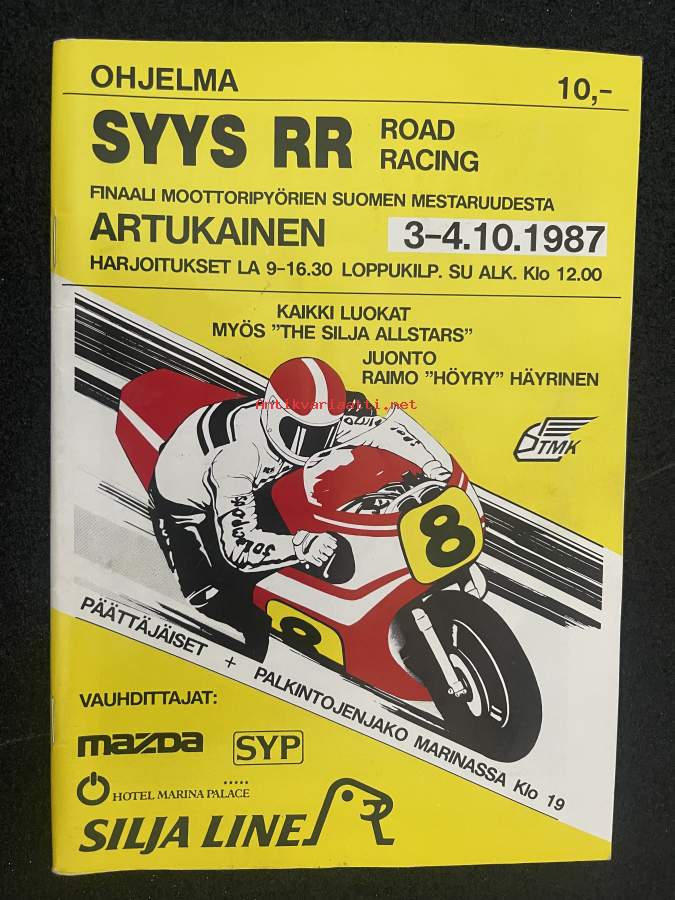 OHJELMA
10,-
SYYS RR ROAD RACING
FINAALI MOOTTORIPYÖRIEN SUOMEN MESTARUUDESTA
ARTUKAINEN 3-4.10.1987
HARJOITUKSET LA 9-16.30 LOPPUKILP. SU ALK. Klo 12.00
KAIKKI LUOKAT
MYÖS "THE SILJA ALLSTARS"
JUONTO
RAIMO "HÖYRY" HÄYRINEN
Antikvariaatti.net
TMK
8
8
PÄÄTTÄJÄISET + PALKINTOJENJAKO MARINASSA Klo 19
VAUHDITTAJAT:
mazDa
SYP
HOTEL MARINA PALACE
SILJA LINE